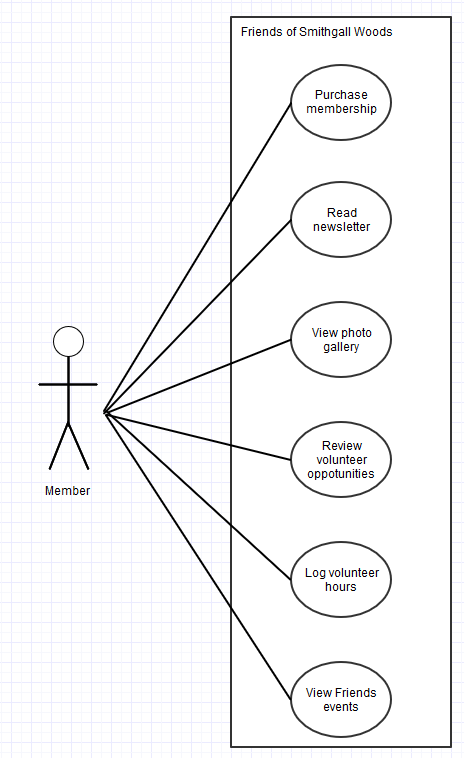 Friends of Smithgall Woods
Purchase
membership
Read
newsletter
View photo
gallery
Review
volunteer
oppotunities
Log volunteer
hours
View Friends
events
Member